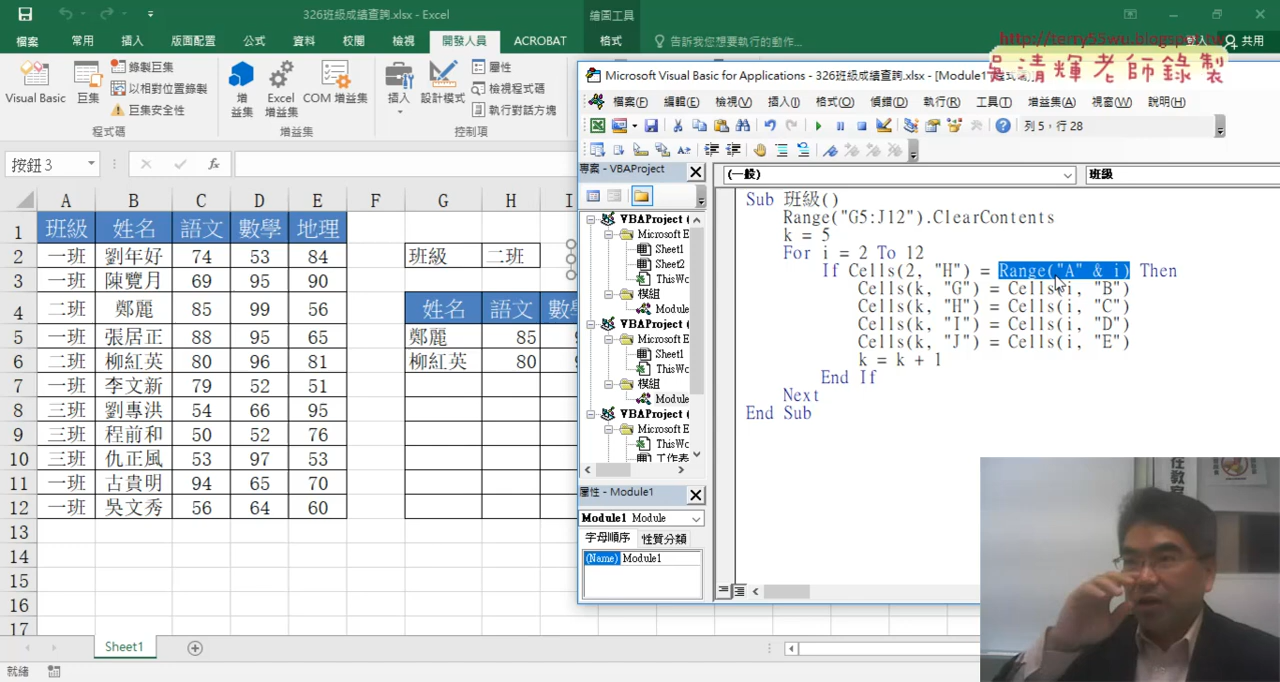 326班級成績查詢.xlsx - Excel
繪圖工具
檔案 常用 插入 版面配置 公式 資料 校閱 檢視 開發人員 ACROBAT 格式 告訴我您想要執行的動作... 登入 共用
http://terry55wu.blogspot.tw
吳清輝老師錄製
Visual Basic 巨集 錄製巨集 以相對位置錄製 巨集安全性
增益集 Excel 增益集 COM 增益集 插入 設計模式 屬性 檢視程式碼 執行對話方塊
程式碼 增益集 控制項
按鈕 3 fx
A B C D E F G H I
1 班級 姓名 語文 數學 地理
2 一班 劉年好 74 53 84 班級 二班
3 一班 陳覽月 69 95 90
4 二班 鄭麗 85 99 56 姓名 語文
5 一班 張居正 88 95 65 鄭麗 85
6 二班 柳紅英 80 96 81 柳紅英 80
7 一班 李文新 79 52 51
8 三班 劉專洪 54 66 95
9 三班 程前和 50 52 76
10 三班 仇正風 53 97 53
11 一班 古貴明 94 65 70
12 一班 吳文秀 56 64 60
13
14
15
16
17
Sheet1
就緒
Microsoft Visual Basic for Applications - 326班級成績查詢.xlsx - [Module1
檔案(F) 編輯(E) 檢視(V) 插入(I) 格式(O) 偵錯(D) 執行(R) 工具(T) 增益集(A) 視窗(W) 說明(H)
列 5，行 28
專案 - VBAProject
VBAProject (
Microsoft E
Sheet1
Sheet2
ThisWo
模組
Module
VBAProject (
Microsoft E
Sheet1
ThisWo
模組
Module
VBAProject (
Microsoft E
ThisWo
工作表
屬性 - Module1
Module1 Module
字母順序 性質分類
(Name) Module1
(一般) 班級
Sub 班級()
Range("G5:J12").ClearContents
k = 5
For i = 2 To 12
If Cells(2, "H") = Range("A" & i) Then
Cells(k, "G") = Cells(i, "B")
Cells(k, "H") = Cells(i, "C")
Cells(k, "I") = Cells(i, "D")
Cells(k, "J") = Cells(i, "E")
k = k + 1
End If
Next
End Sub